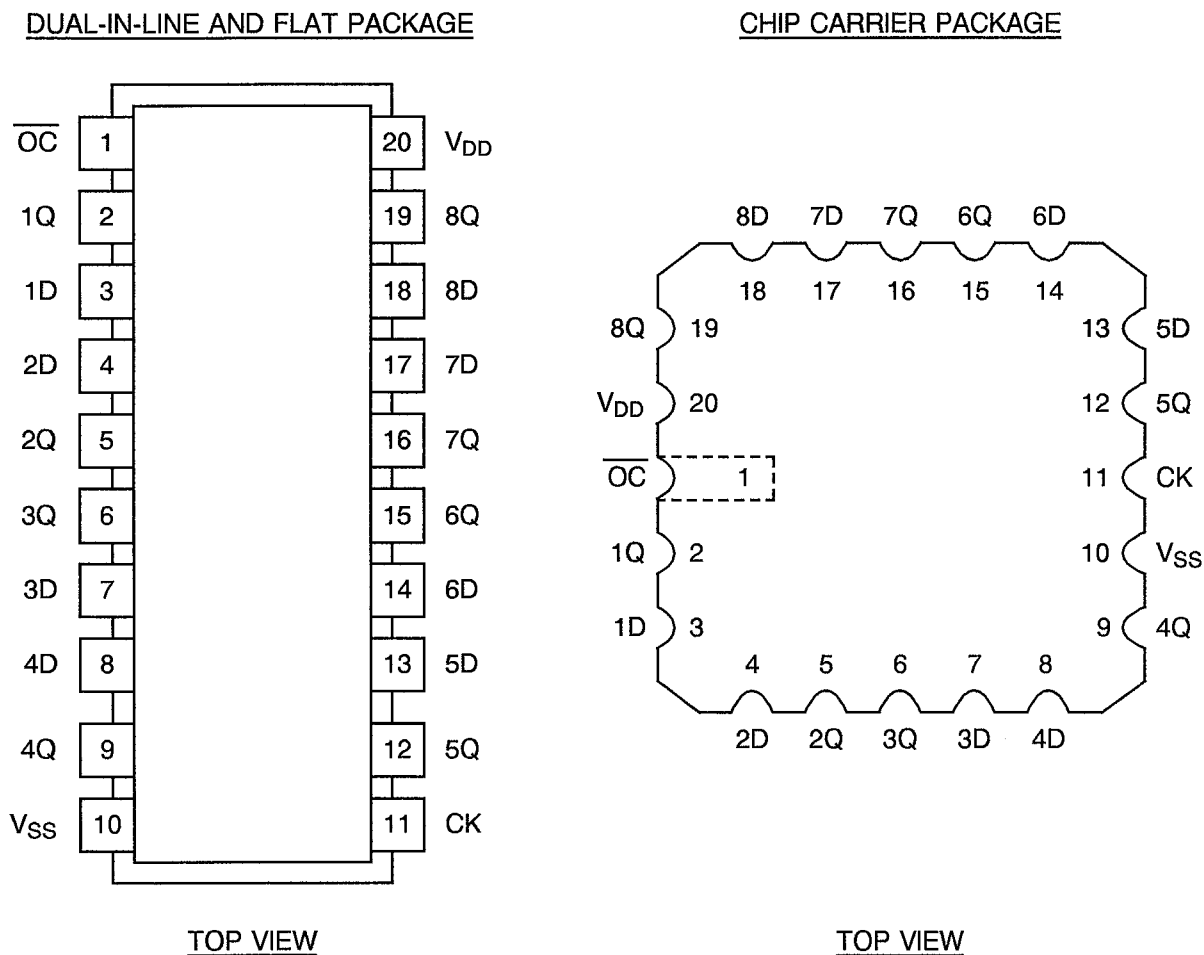 DUAL-IN-LINE AND FLAT PACKAGE
O̅C̅ 1 20 VDD
1Q 2 19 8Q
1D 3 18 8D
2D 4 17 7D
2Q 5 16 7Q
3Q 6 15 6Q
3D 7 14 6D
4D 8 13 5D
4Q 9 12 5Q
VSS 10 11 CK
TOP VIEW
CHIP CARRIER PACKAGE
8D 7D 7Q 6Q 6D
18 17 16 15 14
8Q 19 13 5D
VDD 20 12 5Q
O̅C̅ 1 11 CK
1Q 2 10 VSS
1D 3 9 4Q
4 5 6 7 8
2D 2Q 3Q 3D 4D
TOP VIEW